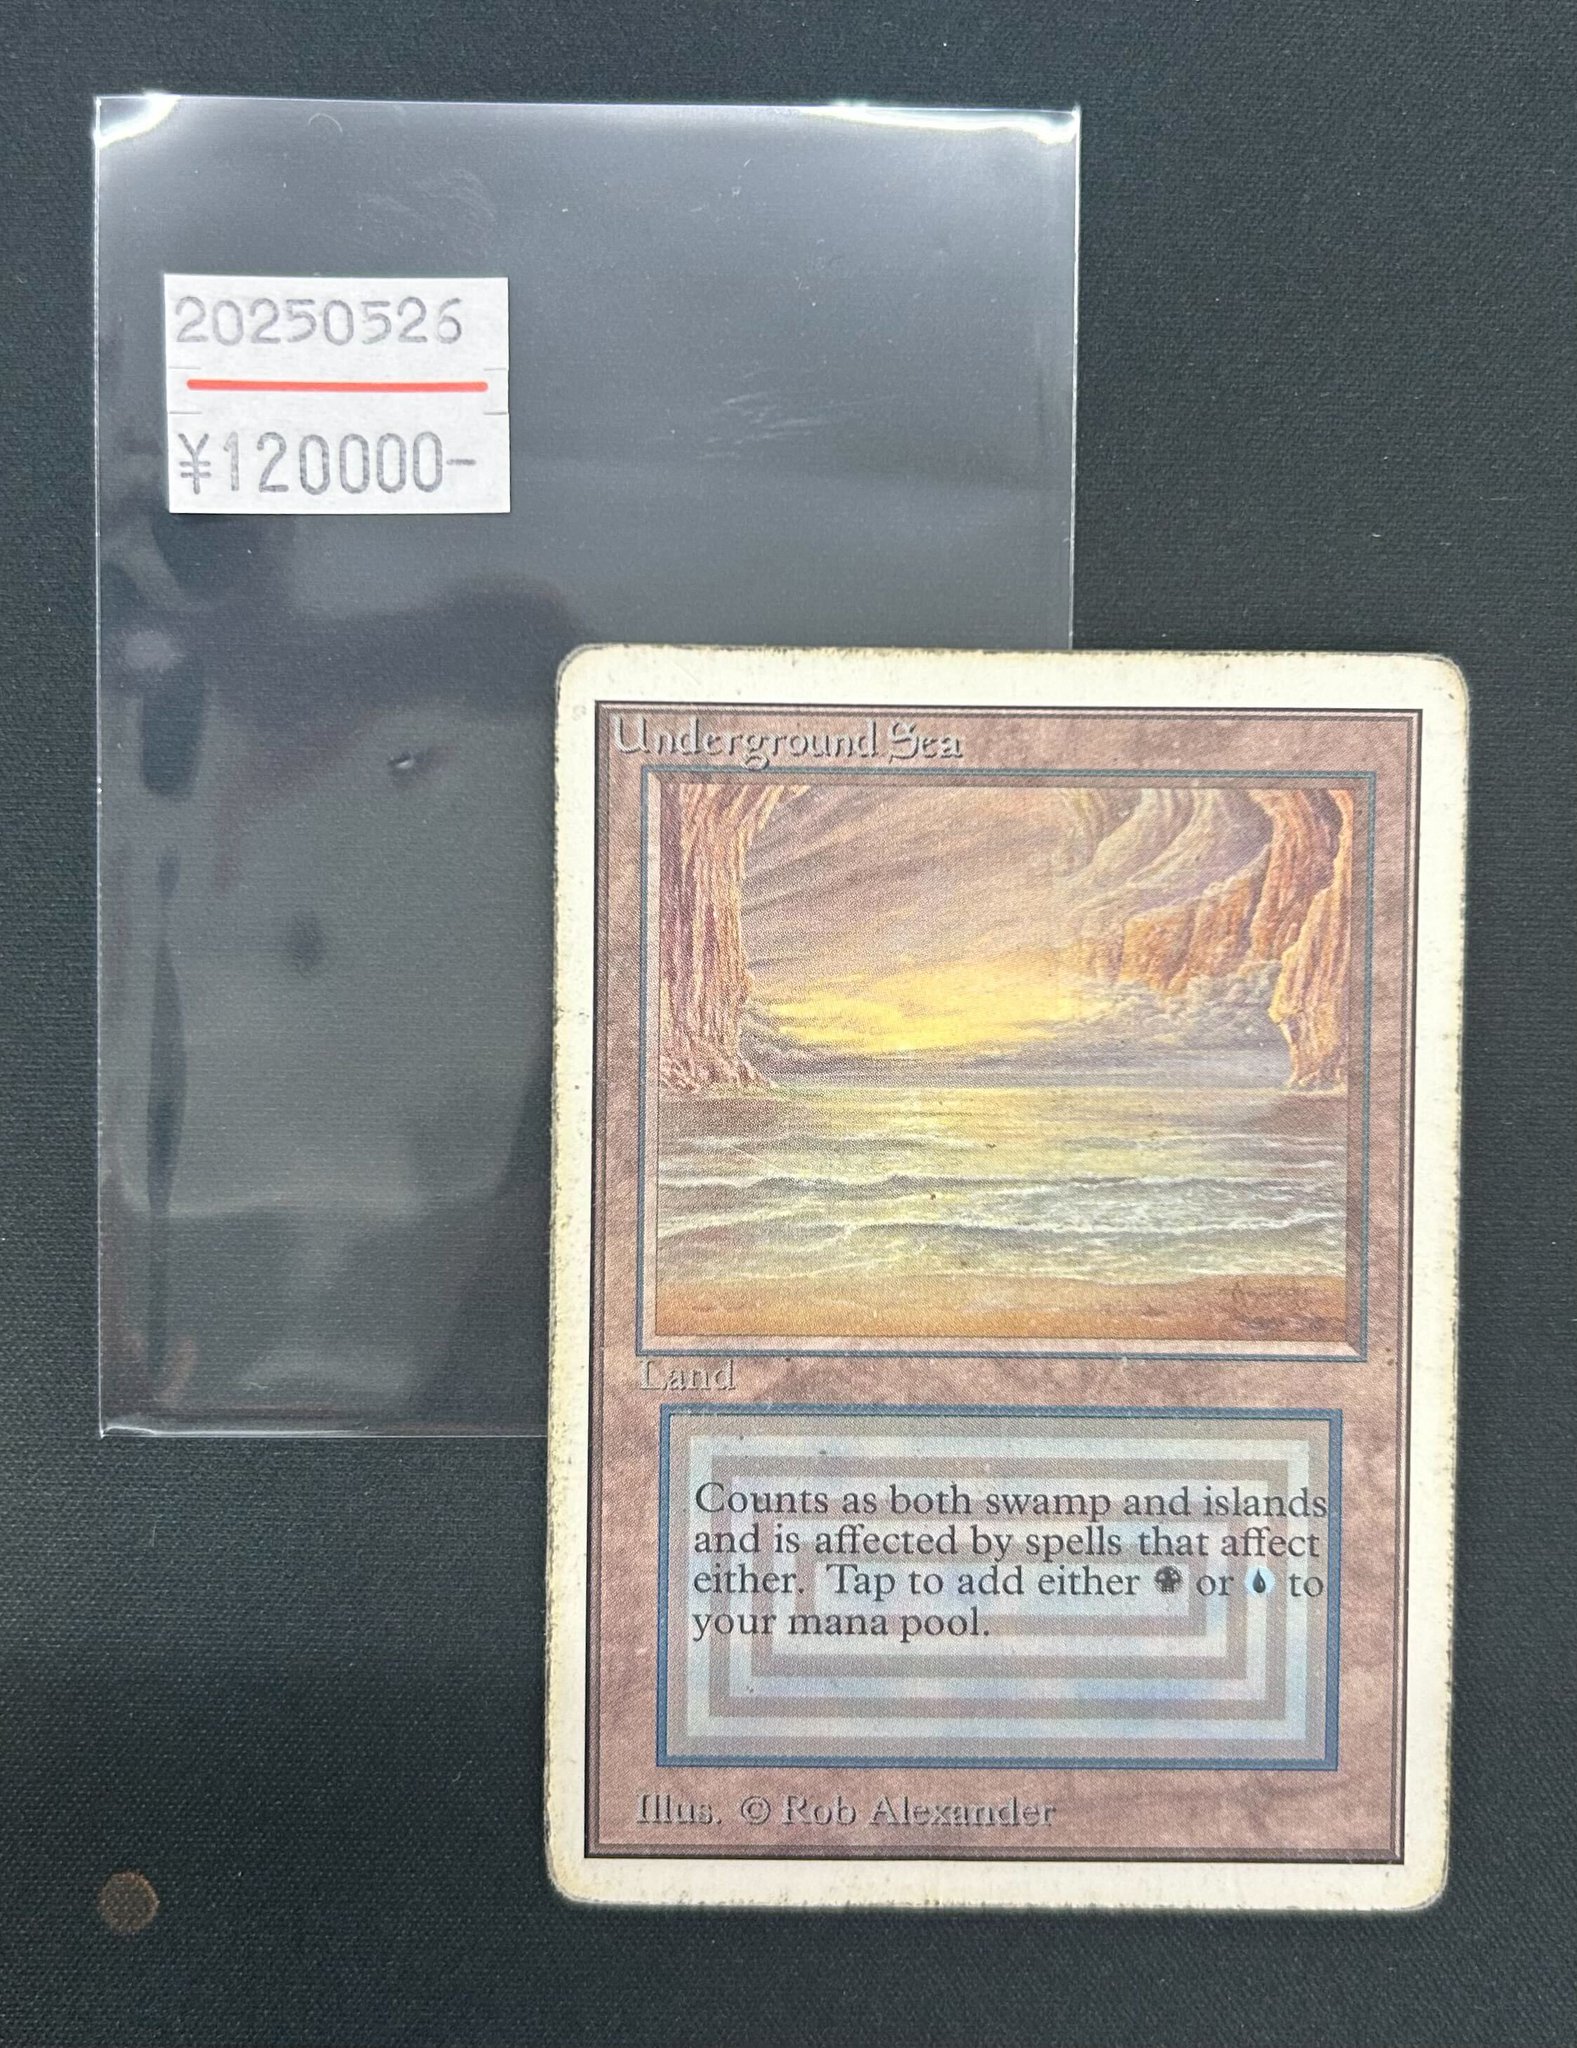 20250526
¥120000-
Underground Sea
Land
Counts as both swamp and islands
and is affected by spells that affect
either. Tap to add either or to
your mana pool.
Illus. © Rob Alexander